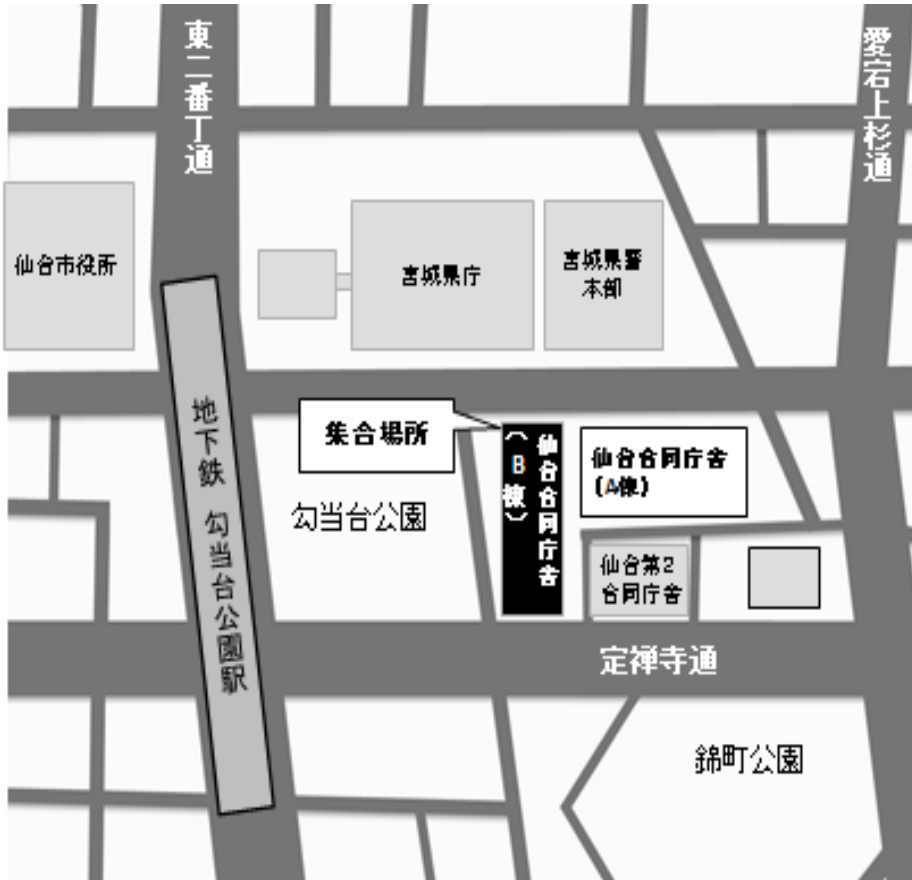 東二番丁通
愛宕上杉通
仙台市役所
宮城県庁
宮城県警
本部
地下鉄 勾当台公園駅
集合場所
勾当台公園
仙台合同庁舎
(B棟)
仙台合同庁舎
(A棟)
仙台第2
合同庁舎
定禅寺通
錦町公園